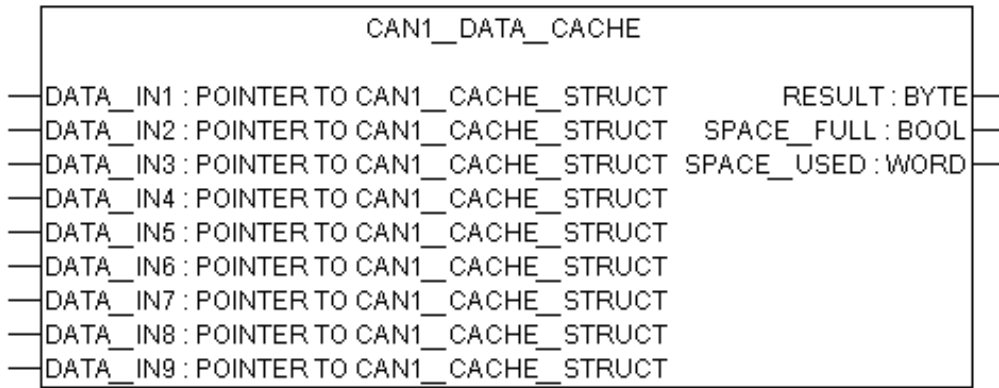 CAN1__DATA__CACHE
DATA__IN1 : POINTER TO CAN1__CACHE__STRUCT RESULT : BYTE
DATA__IN2 : POINTER TO CAN1__CACHE__STRUCT SPACE__FULL : BOOL
DATA__IN3 : POINTER TO CAN1__CACHE__STRUCT SPACE__USED : WORD
DATA__IN4 : POINTER TO CAN1__CACHE__STRUCT
DATA__IN5 : POINTER TO CAN1__CACHE__STRUCT
DATA__IN6 : POINTER TO CAN1__CACHE__STRUCT
DATA__IN7 : POINTER TO CAN1__CACHE__STRUCT
DATA__IN8 : POINTER TO CAN1__CACHE__STRUCT
DATA__IN9 : POINTER TO CAN1__CACHE__STRUCT